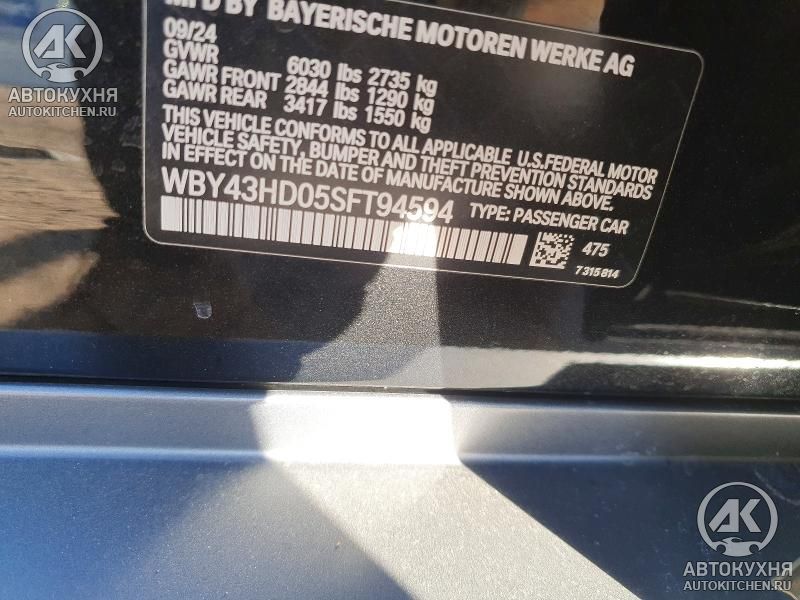 MFD BY BAYERISCHE MOTOREN WERKE AG
09/24
GVWR 6030 lbs 2735 kg
GAWR FRONT 2844 lbs 1290 kg
GAWR REAR 3417 lbs 1550 kg
THIS VEHICLE CONFORMS TO ALL APPLICABLE U.S.FEDERAL MOTOR
VEHICLE SAFETY, BUMPER AND THEFT PREVENTION STANDARDS
IN EFFECT ON THE DATE OF MANUFACTURE SHOWN ABOVE.
WBY43HD05SFT94594 TYPE: PASSENGER CAR
475
7315814
АК
АВТОКУХНЯ
AUTOKITCHEN.RU
АК
АВТОКУХНЯ
AUTOKITCHEN.RU